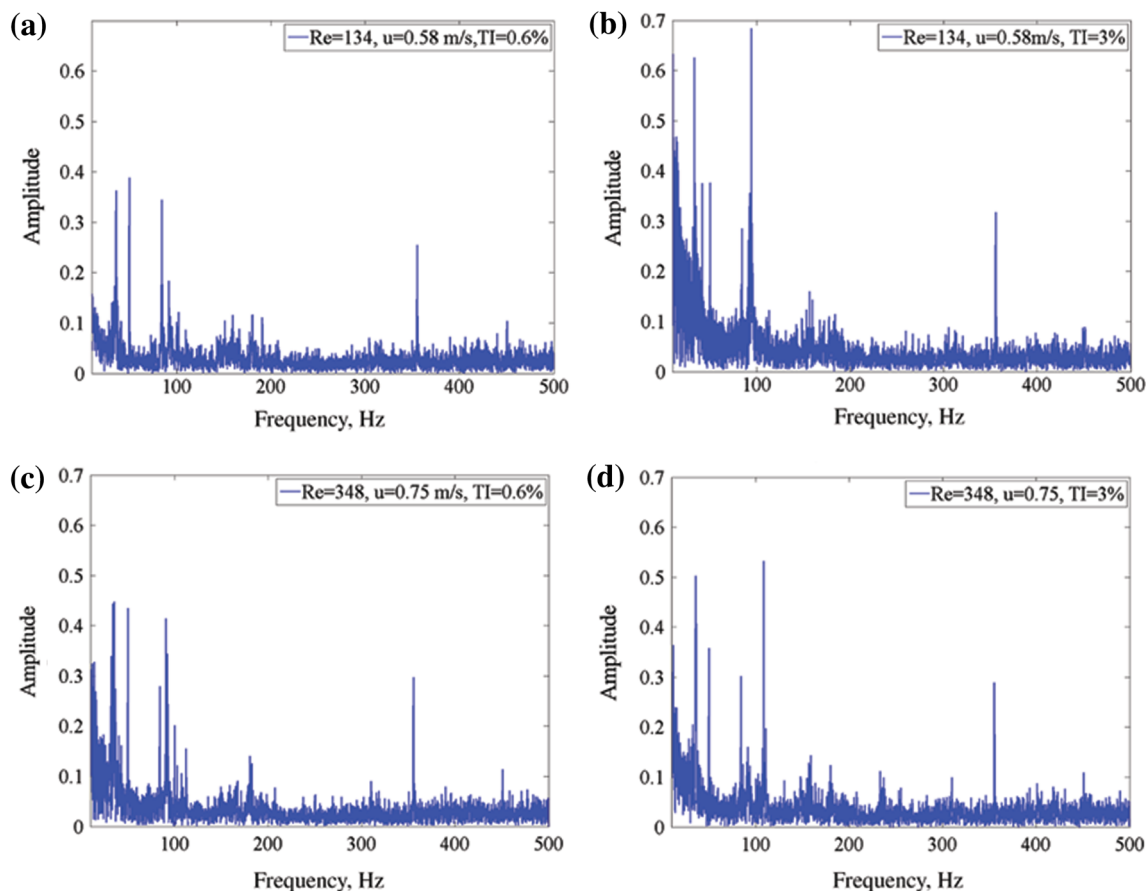 (a)
Re=134, u=0.58 m/s,TI=0.6%
0.6
0.5
0.4
0.3
0.2
0.1
0
Amplitude
100 200 300 400 500
Frequency, Hz
(b)
Re=134, u=0.58m/s, TI=3%
0.7
0.6
0.5
0.4
0.3
0.2
0.1
0
Amplitude
100 200 300 400 500
Frequency, Hz
(c)
Re=348, u=0.75 m/s, TI=0.6%
0.7
0.6
0.5
0.4
0.3
0.2
0.1
0
Amplitude
100 200 300 400 500
Frequency, Hz
(d)
Re=348, u=0.75, TI=3%
0.7
0.6
0.5
0.4
0.3
0.2
0.1
0
Amplitude
100 200 300 400 500
Frequency, Hz